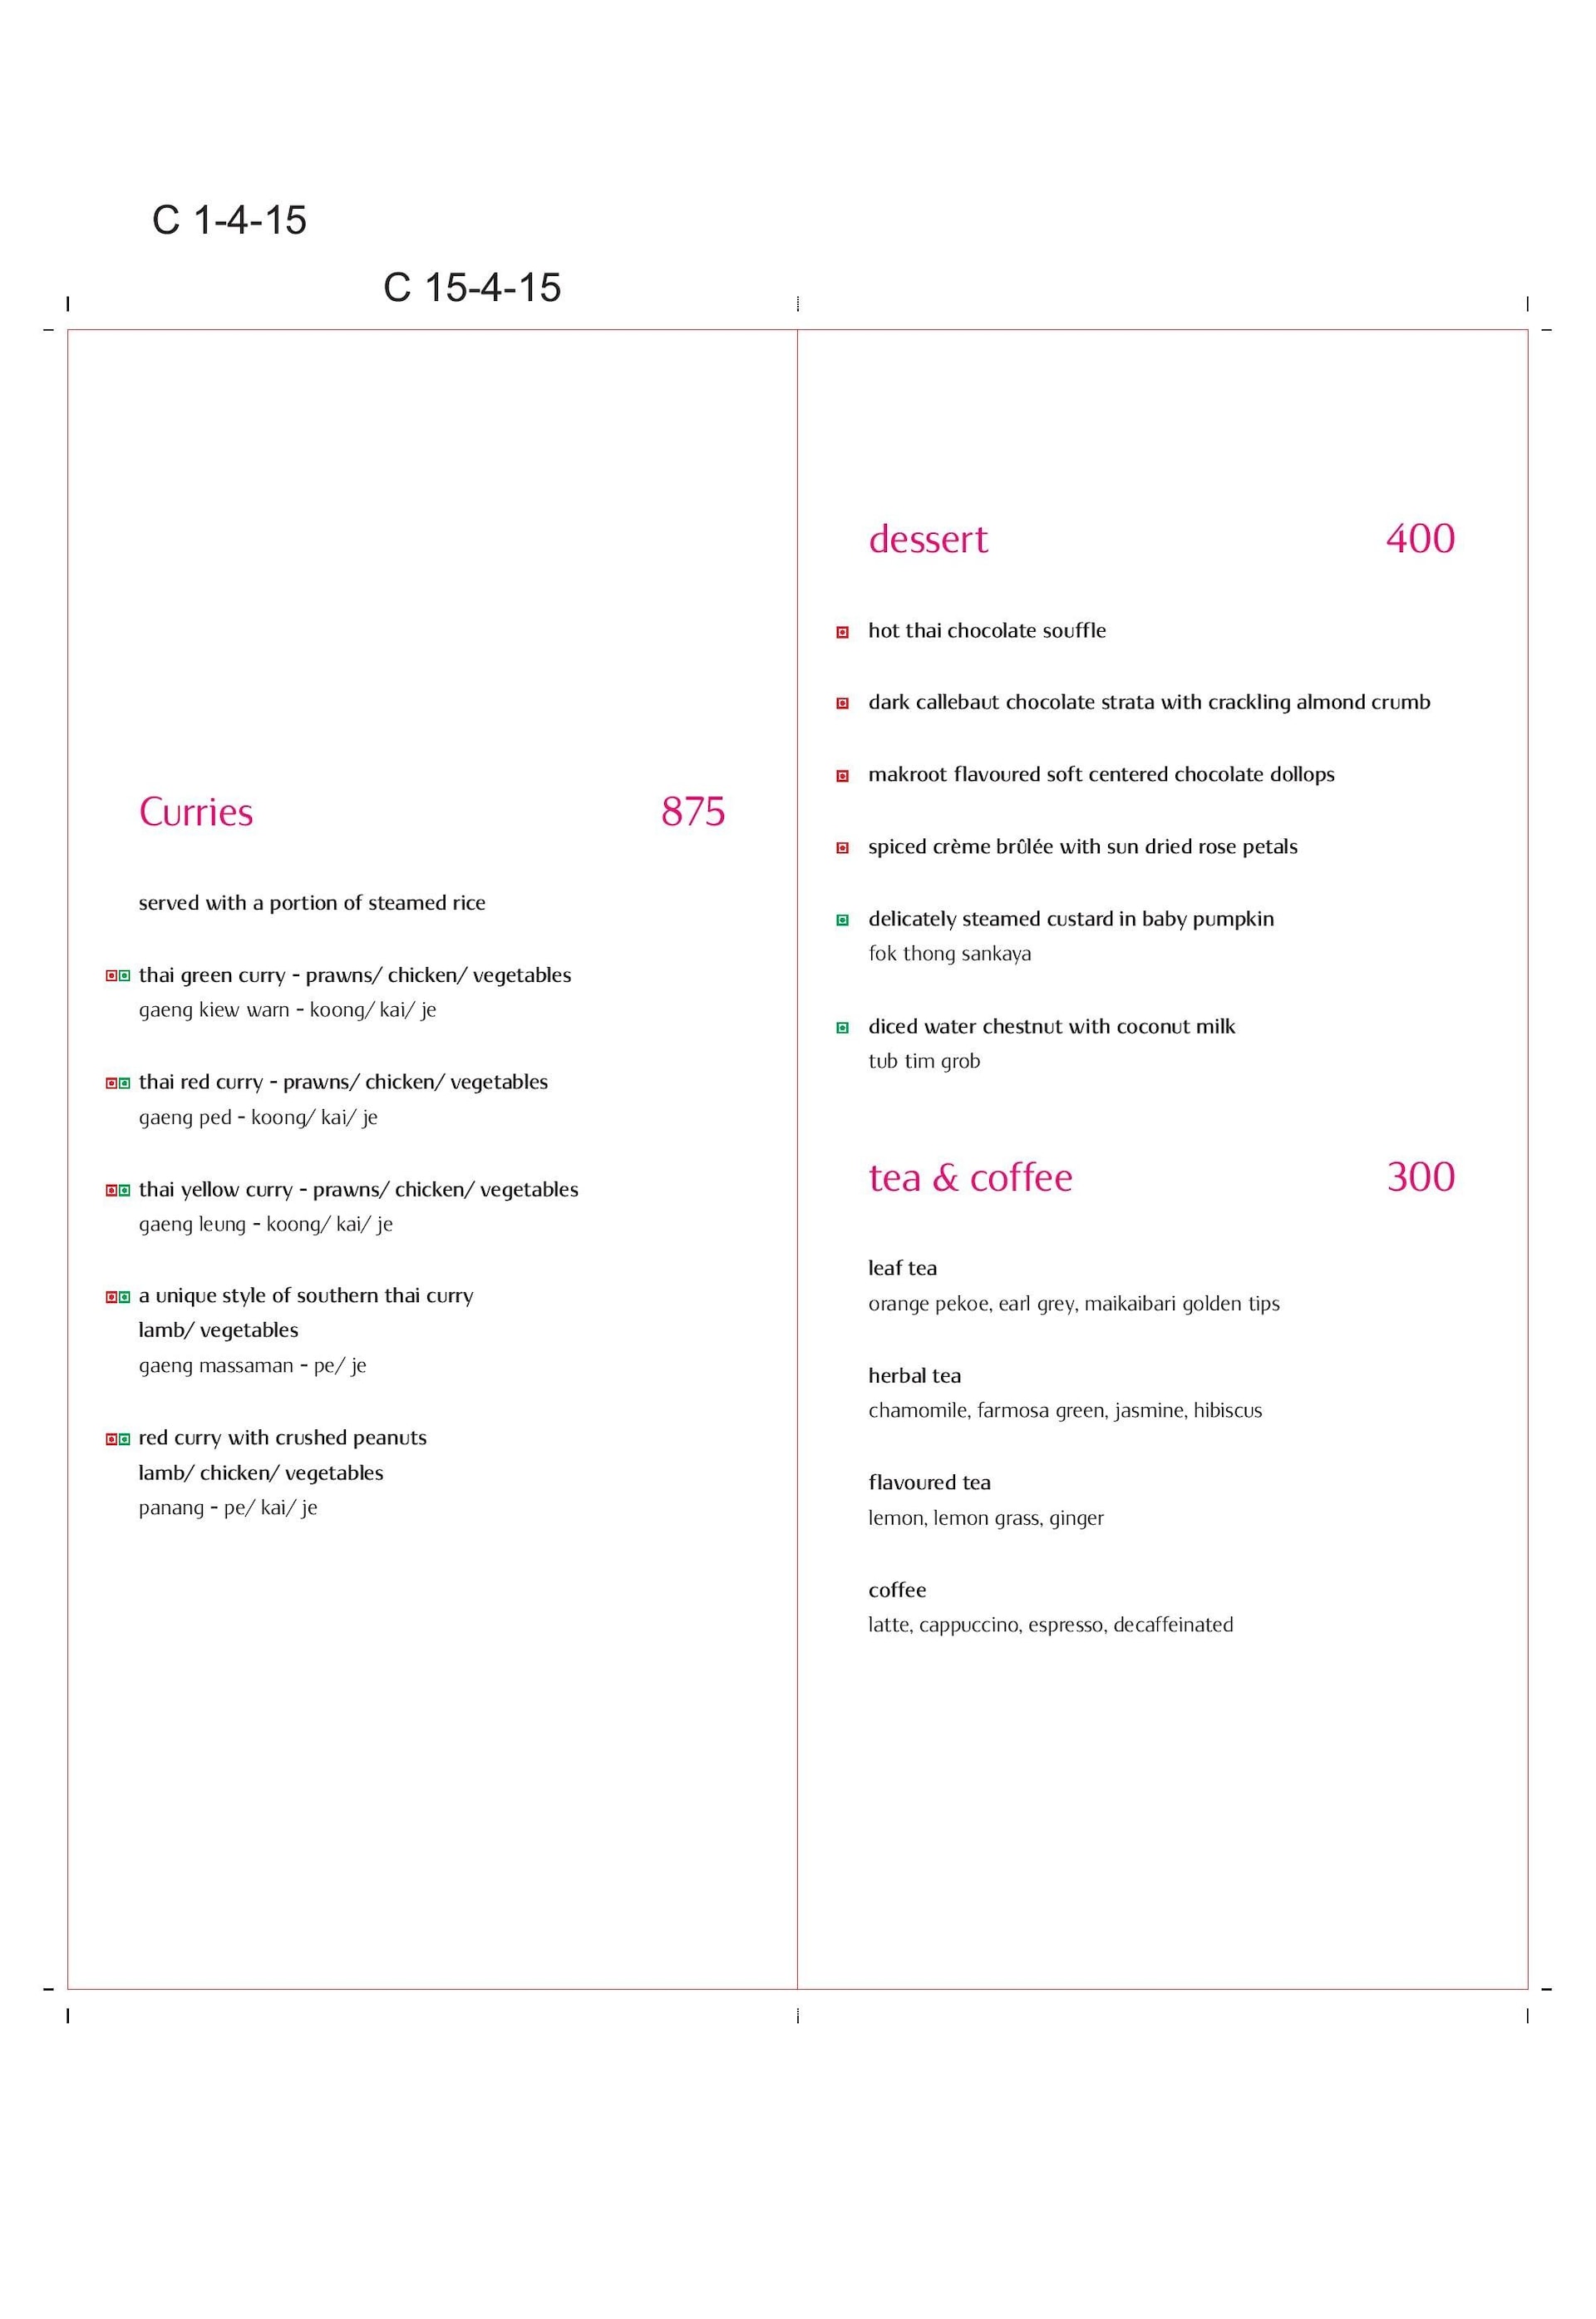 C 1-4-15
C 15-4-15
Curries 875
served with a portion of steamed rice
thai green curry - prawns/ chicken/ vegetables
gaeng kiew warn - koong/ kai/ je
thai red curry - prawns/ chicken/ vegetables
gaeng ped - koong/ kai/ je
thai yellow curry - prawns/ chicken/ vegetables
gaeng leung - koong/ kai/ je
a unique style of southern thai curry
lamb/ vegetables
gaeng massaman - pe/ je
red curry with crushed peanuts
lamb/ chicken/ vegetables
panang - pe/ kai/ je
dessert 400
hot thai chocolate souffle
dark callebaut chocolate strata with crackling almond crumb
makroot flavoured soft centered chocolate dollops
spiced crème brûlée with sun dried rose petals
delicately steamed custard in baby pumpkin
fok thong sankaya
diced water chestnut with coconut milk
tub tim grob
tea & coffee 300
leaf tea
orange pekoe, earl grey, maikaibari golden tips
herbal tea
chamomile, farmosa green, jasmine, hibiscus
flavoured tea
lemon, lemon grass, ginger
coffee
latte, cappuccino, espresso, decaffeinated